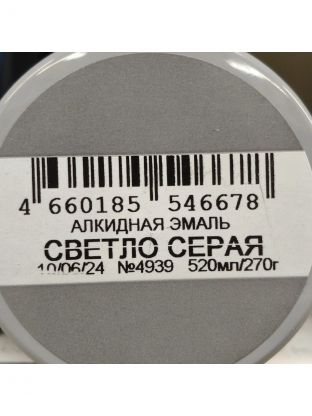 4 660185 546678
АЛКИДНАЯ ЭМАЛЬ
СВЕТЛО СЕРАЯ
10/06/24 №4939 520мл/270г